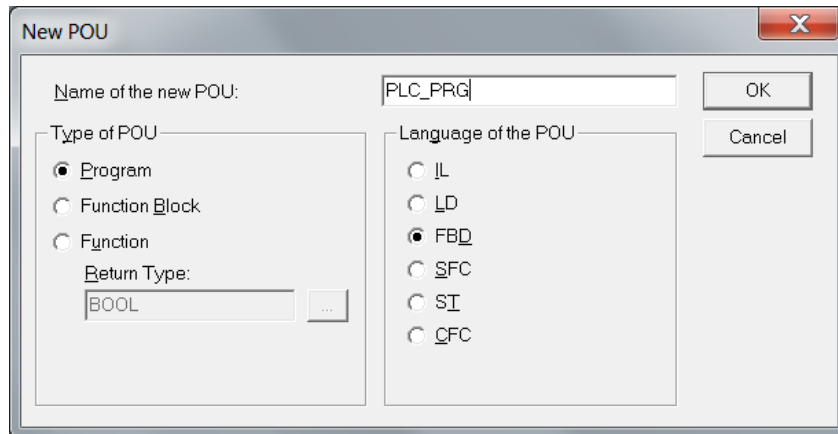 New POU
Name of the new POU:
PLC_PRG
OK
Cancel
Type of POU
Program
Function Block
Function
Return Type:
BOOL
...
Language of the POU
IL
LD
FBD
SFC
ST
CFC